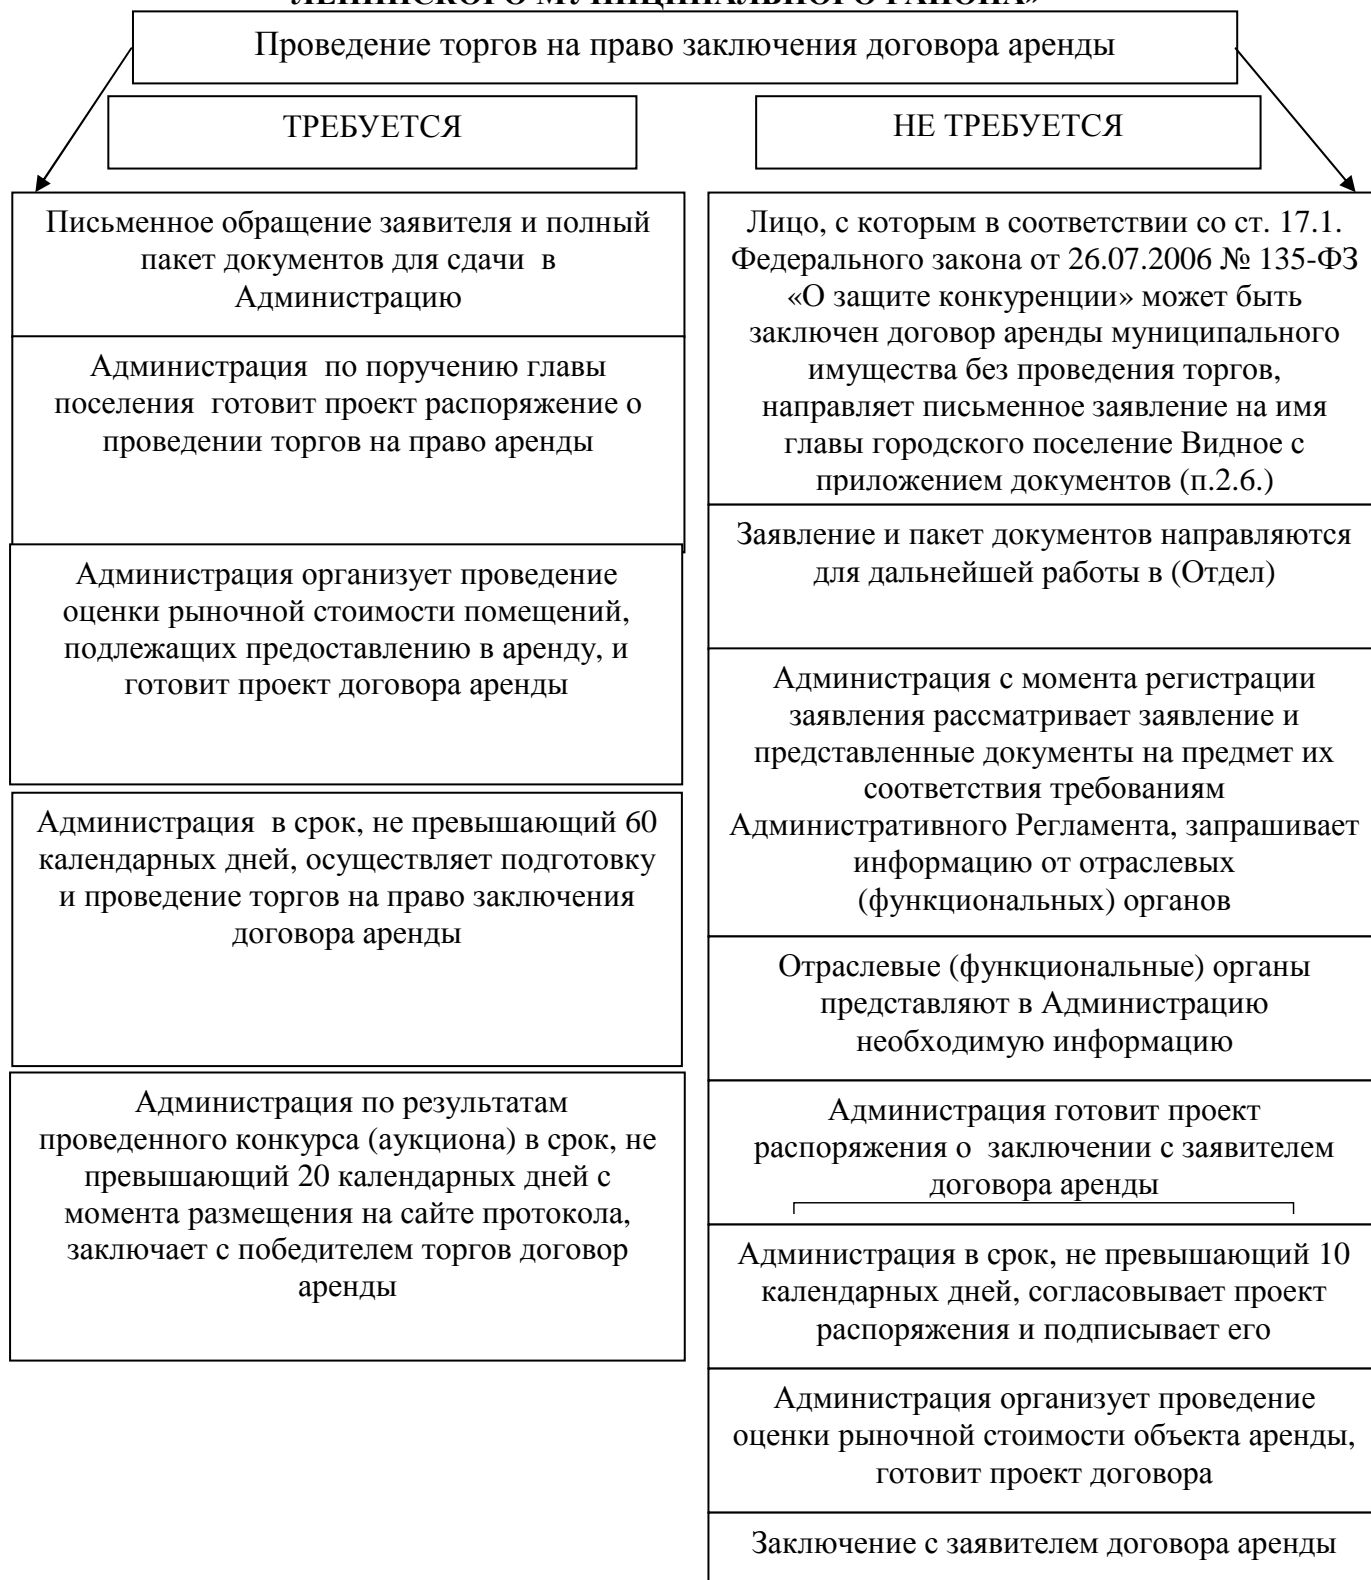 ЛЕНИНСКОГО МУНИЦИПАЛЬНОГО РАЙОНА»
Проведение торгов на право заключения договора аренды
ТРЕБУЕТСЯ
НЕ ТРЕБУЕТСЯ
Письменное обращение заявителя и полный
пакет документов для сдачи в
Администрацию
Администрация по поручению главы
поселения готовит проект распоряжение о
проведении торгов на право аренды
Администрация организует проведение
оценки рыночной стоимости помещений,
подлежащих предоставлению в аренду, и
готовит проект договора аренды
Администрация в срок, не превышающий 60
календарных дней, осуществляет подготовку
и проведение торгов на право заключения
договора аренды
Администрация по результатам
проведенного конкурса (аукциона) в срок, не
превышающий 20 календарных дней с
момента размещения на сайте протокола,
заключает с победителем торгов договор
аренды
Лицо, с которым в соответствии со ст. 17.1.
Федерального закона от 26.07.2006 № 135-ФЗ
«О защите конкуренции» может быть
заключен договор аренды муниципального
имущества без проведения торгов,
направляет письменное заявление на имя
главы городского поселение Видное с
приложением документов (п.2.6.)
Заявление и пакет документов направляются
для дальнейшей работы в (Отдел)
Администрация с момента регистрации
заявления рассматривает заявление и
представленные документы на предмет их
соответствия требованиям
Административного Регламента, запрашивает
информацию от отраслевых
(функциональных) органов
Отраслевые (функциональные) органы
представляют в Администрацию
необходимую информацию
Администрация готовит проект
распоряжения о заключении с заявителем
договора аренды
Администрация в срок, не превышающий 10
календарных дней, согласовывает проект
распоряжения и подписывает его
Администрация организует проведение
оценки рыночной стоимости объекта аренды,
готовит проект договора
Заключение с заявителем договора аренды